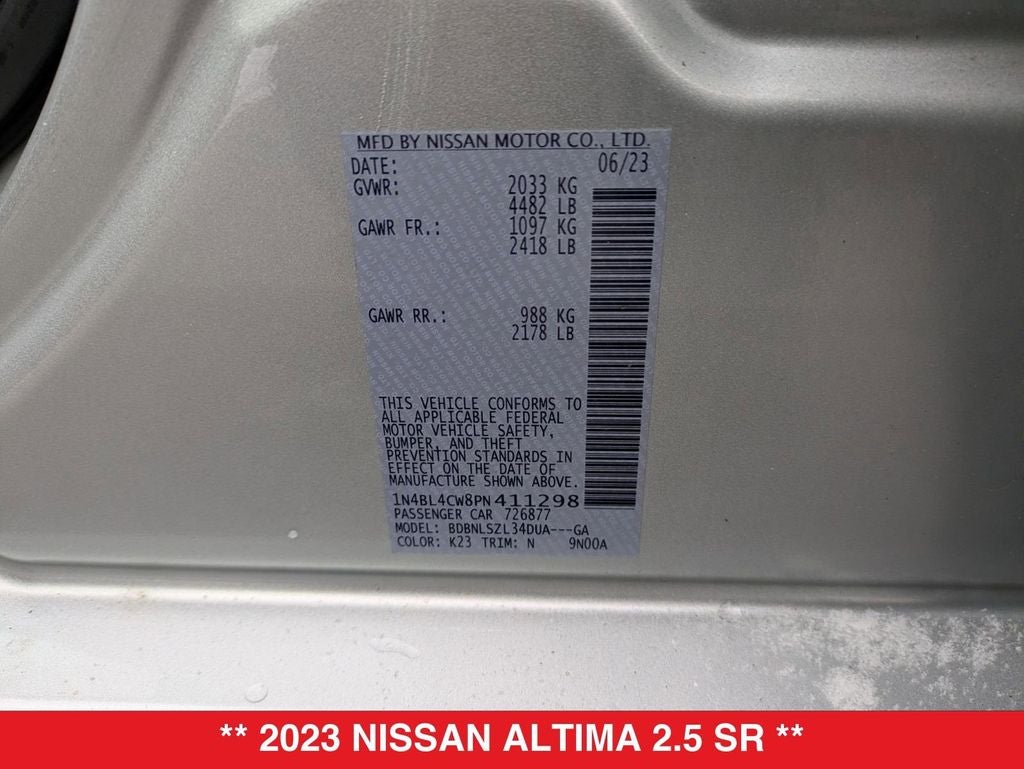 MFD BY NISSAN MOTOR CO., LTD.
DATE: 06/23
GVWR: 2033 KG
4482 LB
GAWR FR.: 1097 KG
2418 LB
GAWR RR.: 988 KG
2178 LB
THIS VEHICLE CONFORMS TO
ALL APPLICABLE FEDERAL
MOTOR VEHICLE SAFETY,
BUMPER, AND THEFT
PREVENTION STANDARDS IN
EFFECT ON THE DATE OF
MANUFACTURE SHOWN ABOVE.
1N4BL4CW8PN411298
PASSENGER CAR 726877
MODEL: BDBNLSZL34DUA---GA
COLOR: K23 TRIM: N 9N00A
** 2023 NISSAN ALTIMA 2.5 SR **